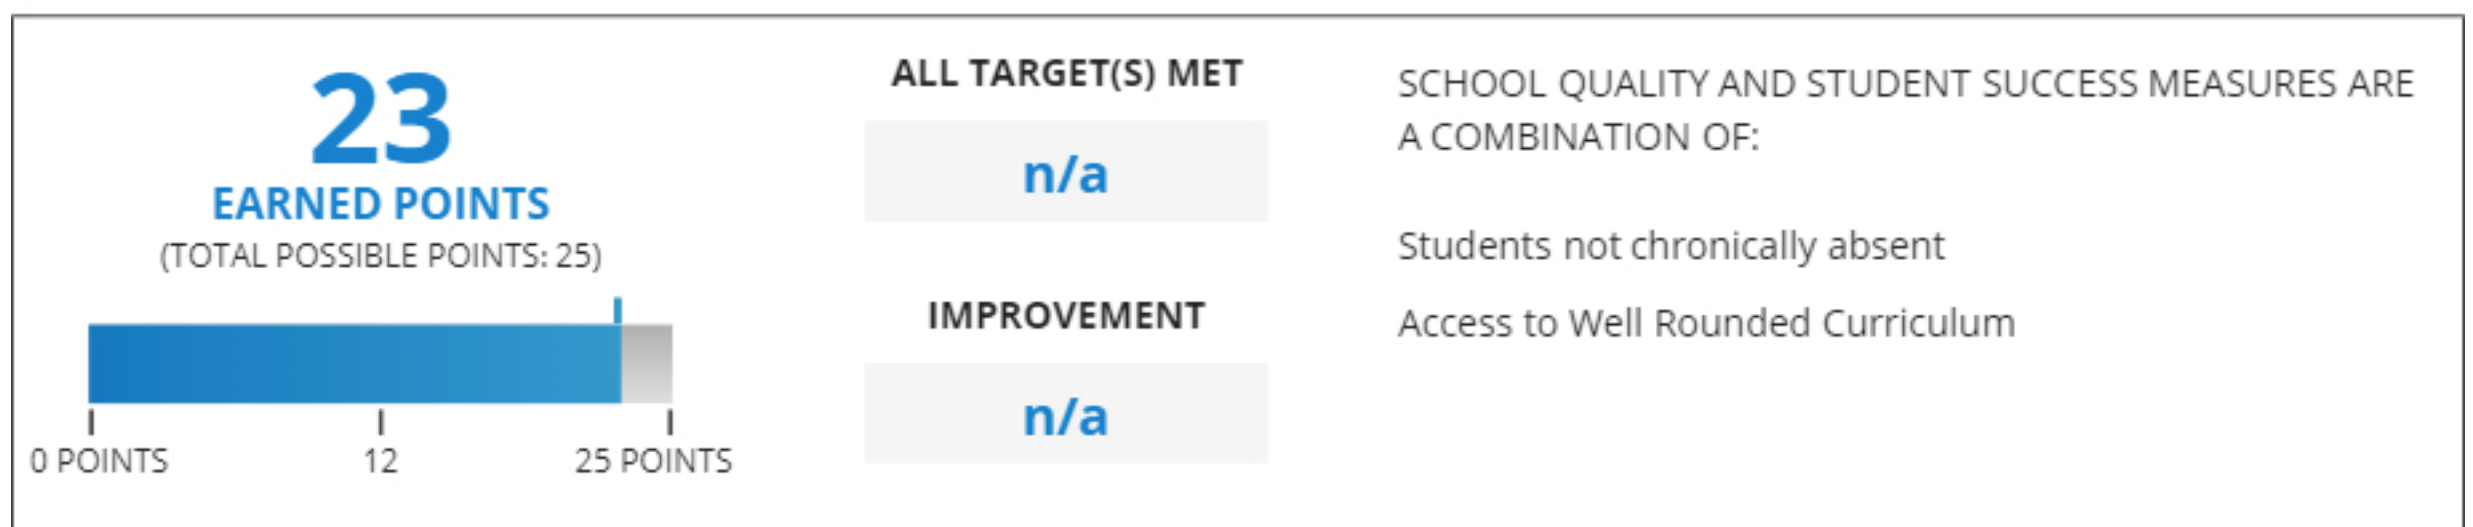 23
EARNED POINTS
(TOTAL POSSIBLE POINTS: 25)
0 POINTS
12
25 POINTS
ALL TARGET(S) MET
n/a
IMPROVEMENT
n/a
SCHOOL QUALITY AND STUDENT SUCCESS MEASURES ARE
A COMBINATION OF:
Students not chronically absent
Access to Well Rounded Curriculum